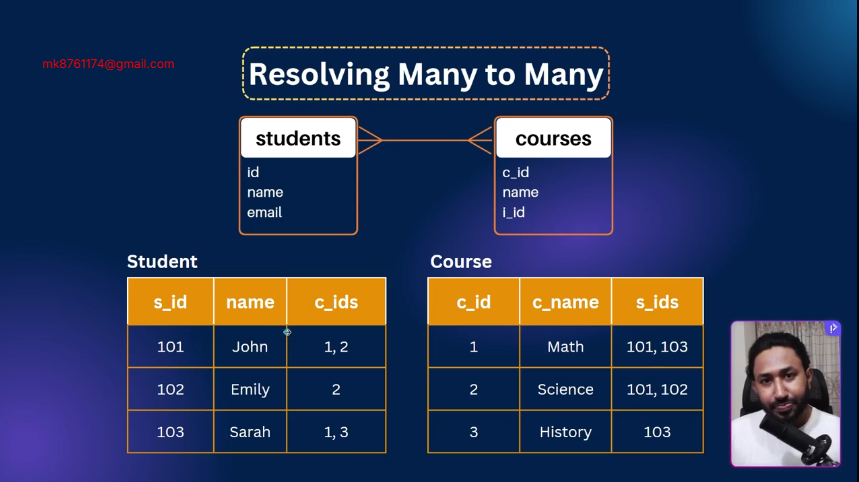 mk8761174@gmail.com
Resolving Many to Many
students
id
name
email
courses
c_id
name
i_id
Student
s_id name c_ids
101 John 1, 2
102 Emily 2
103 Sarah 1, 3
Course
c_id c_name s_ids
1 Math 101, 103
2 Science 101, 102
3 History 103